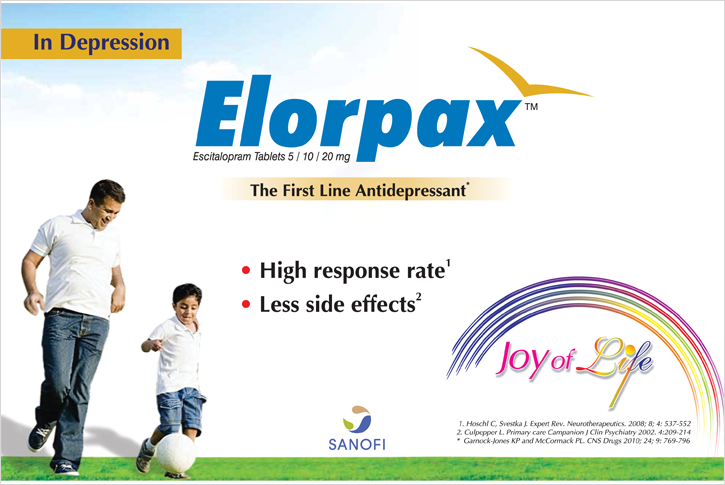 In Depression
Elorpax™
Escitalopram Tablets 5 / 10 / 20 mg
The First Line Antidepressant*
• High response rate1
• Less side effects2
Joy of Life
SANOFI
1. Hoschl C, Svestka J. Expert Rev. Neurotherapeutics. 2008; 8; 4: 537-552
2. Culpepper L. Primary care Companion J Clin Psychiatry 2002. 4:209-214
* Garnock-Jones KP and McCormack PL. CNS Drugs 2010; 24; 9: 769-796